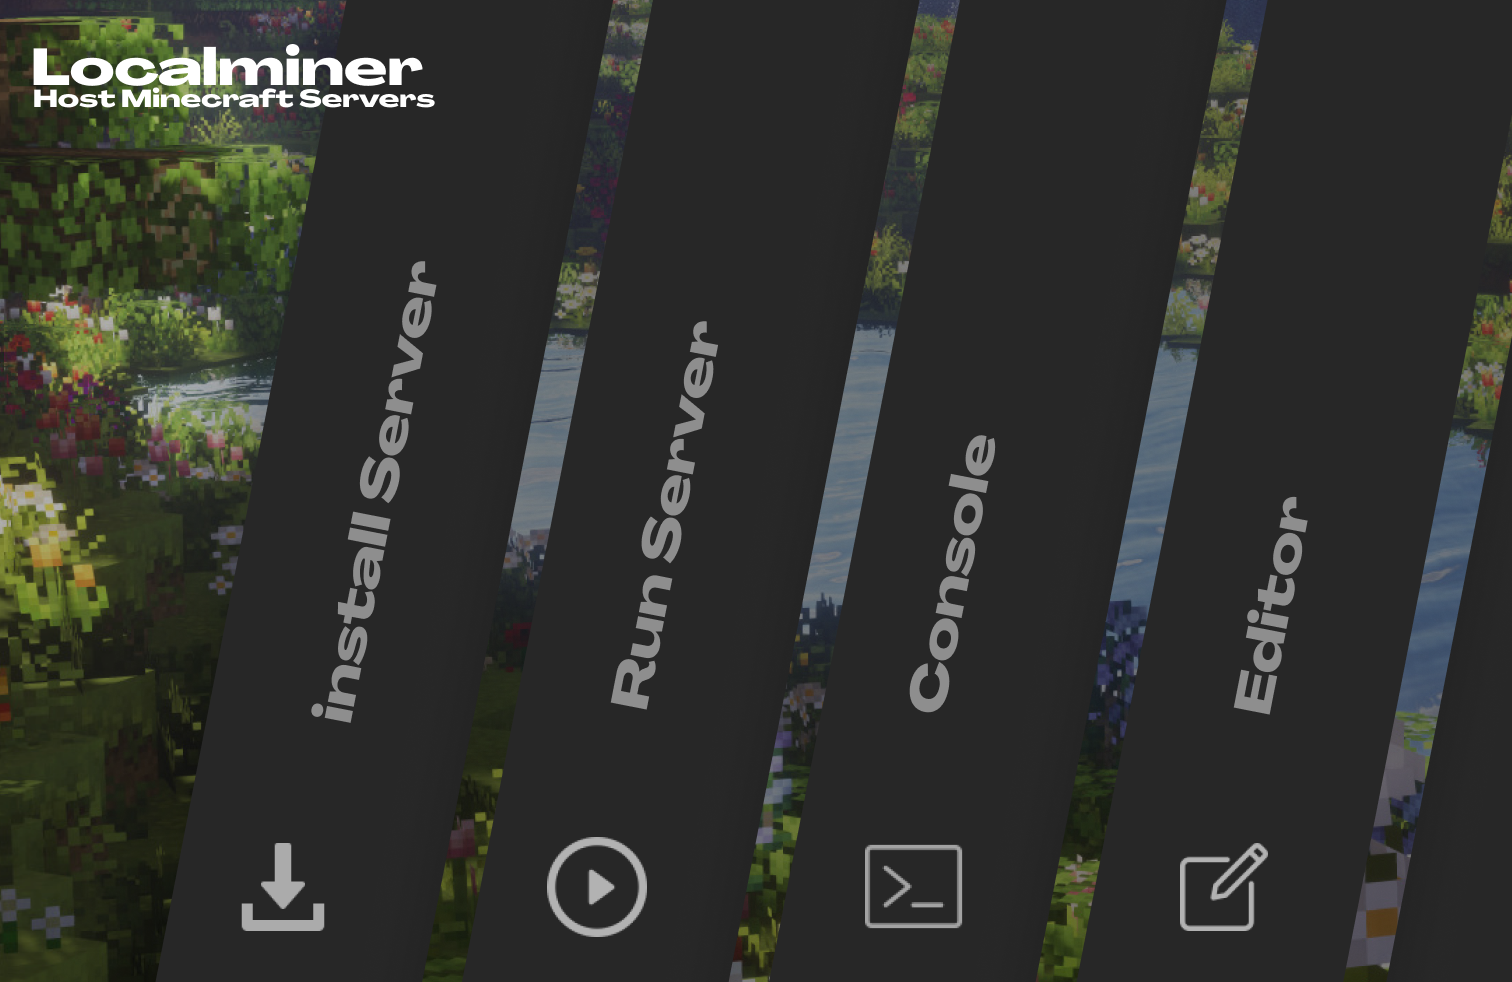 Localminer
Host Minecraft Servers
install Server
Run Server
Console
Editor